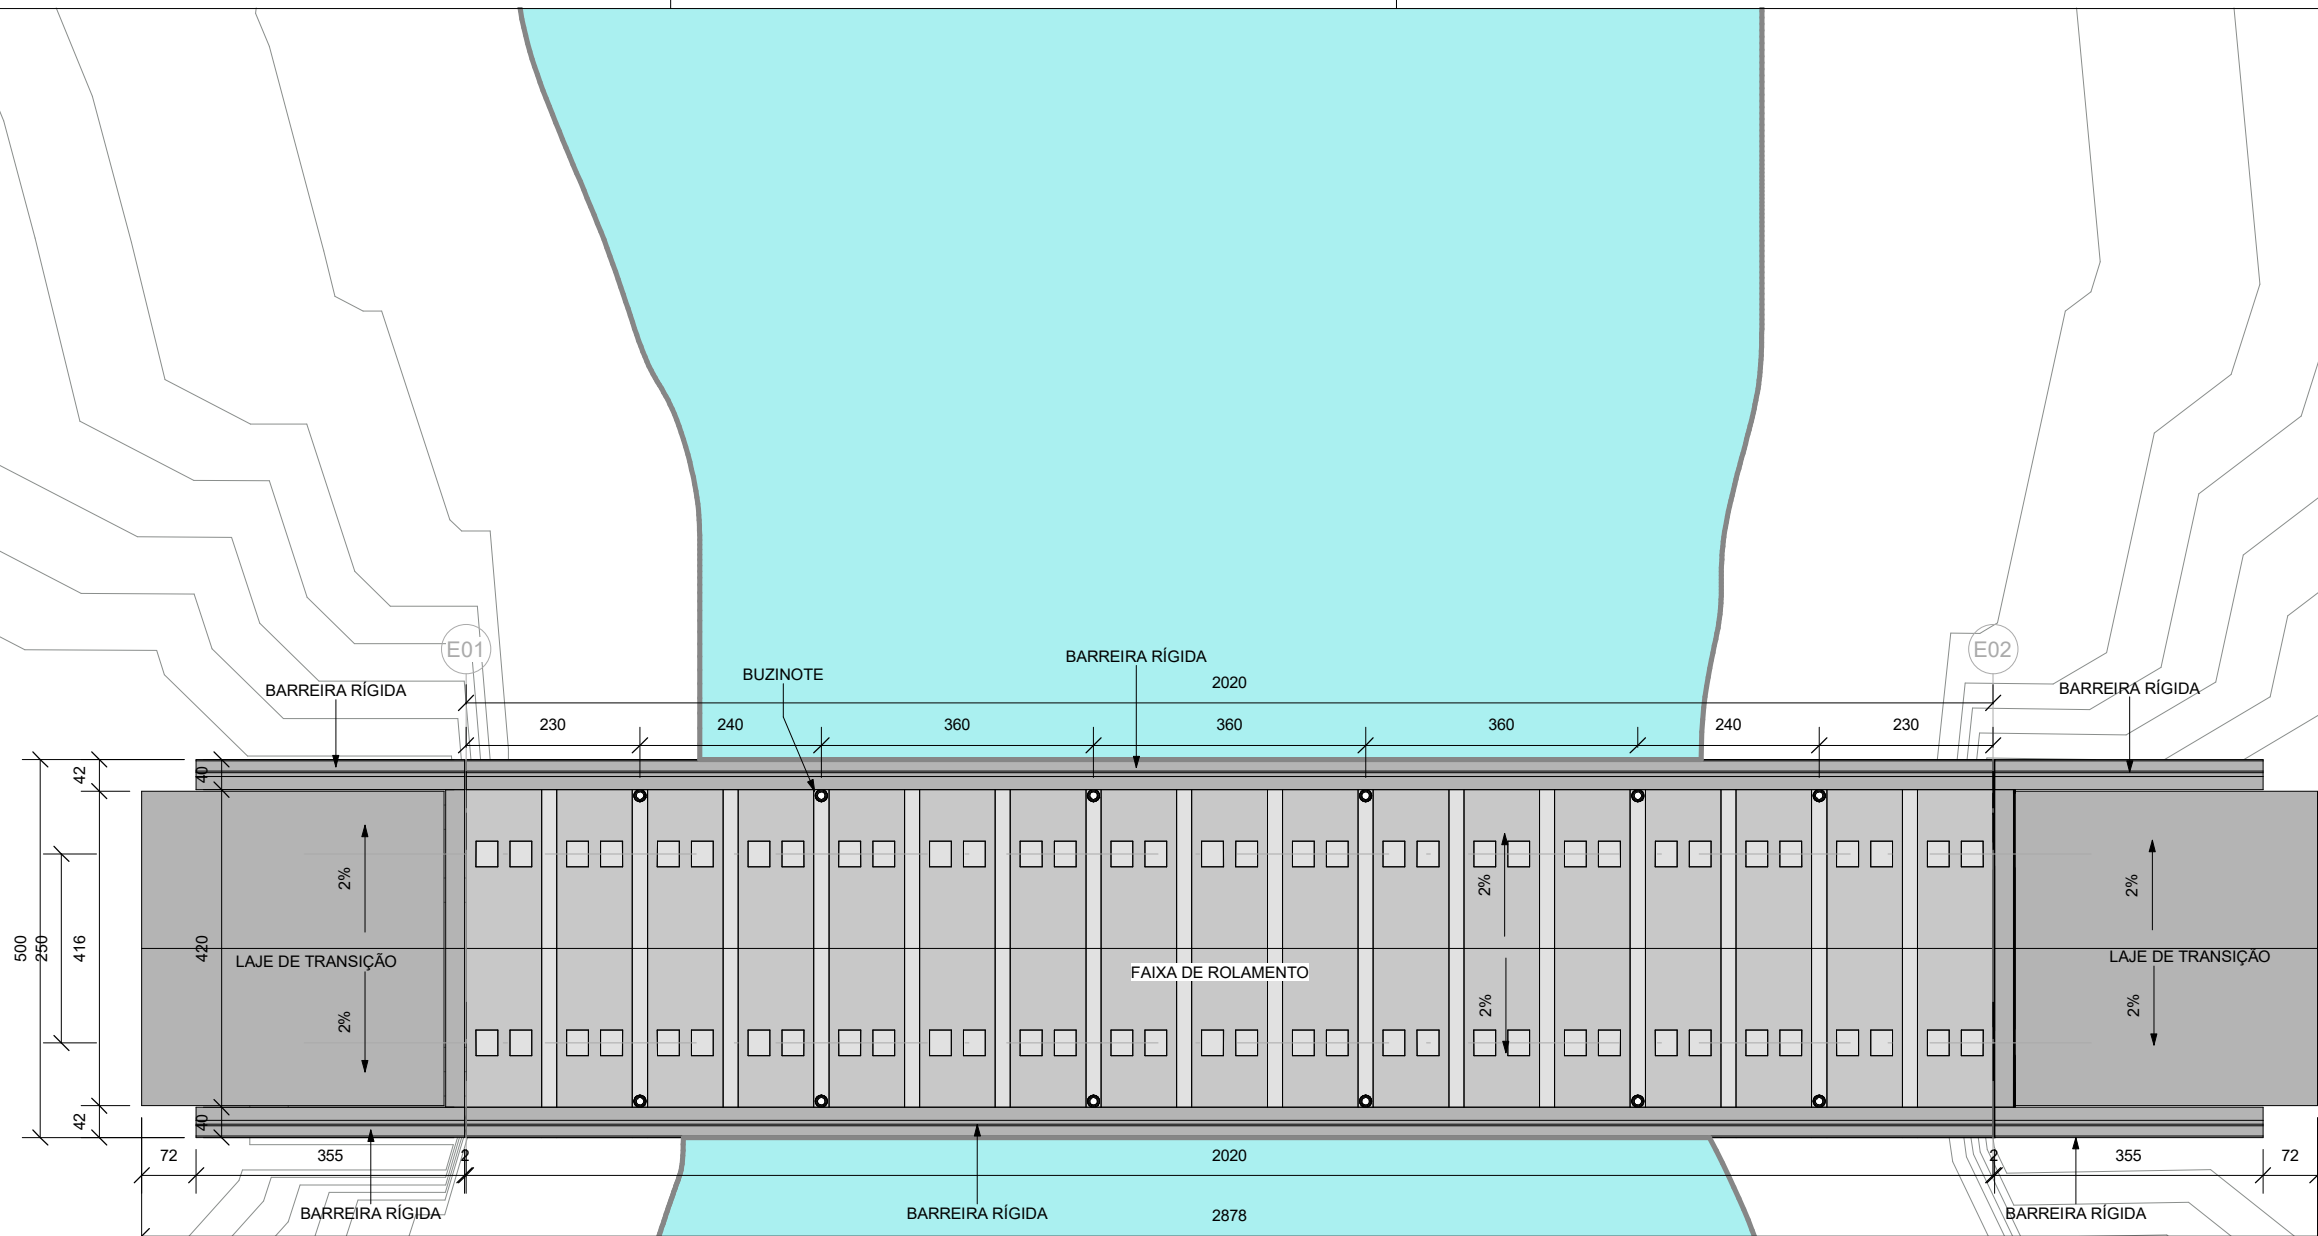 E01
E02
BARREIRA RÍGIDA
BUZINOTE
2020
BARREIRA RÍGIDA
BARREIRA RÍGIDA
230
240
360
360
360
240
230
42
40
2%
2%
2%
500
250
416
420
LAJE DE TRANSIÇÃO
FAIXA DE ROLAMENTO
LAJE DE TRANSIÇÃO
2%
2%
2%
42
40
72
355
2
2020
2
355
72
BARREIRA RÍGIDA
BARREIRA RÍGIDA
2878
BARREIRA RÍGIDA